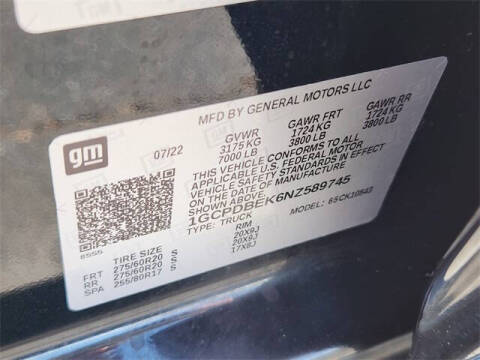 MFD BY GENERAL MOTORS LLC
gm
07/22
GVWR GAWR FRT GAWR RR
3175 KG 1724 KG 1724 KG
7000 LB 3800 LB 3800 LB
THIS VEHICLE CONFORMS TO ALL
APPLICABLE U.S. FEDERAL MOTOR
VEHICLE SAFETY STANDARDS IN EFFECT
ON THE DATE OF MANUFACTURE
SHOWN ABOVE.
1GCPDBEK6NZ589745
TYPE: TRUCK MODEL: 6SCK10543
8555
TIRE SIZE RIM
FRT 275/60R20 S 20X9J
RR 275/60R20 S 20X9J
SPA 255/80R17 S 17X8J